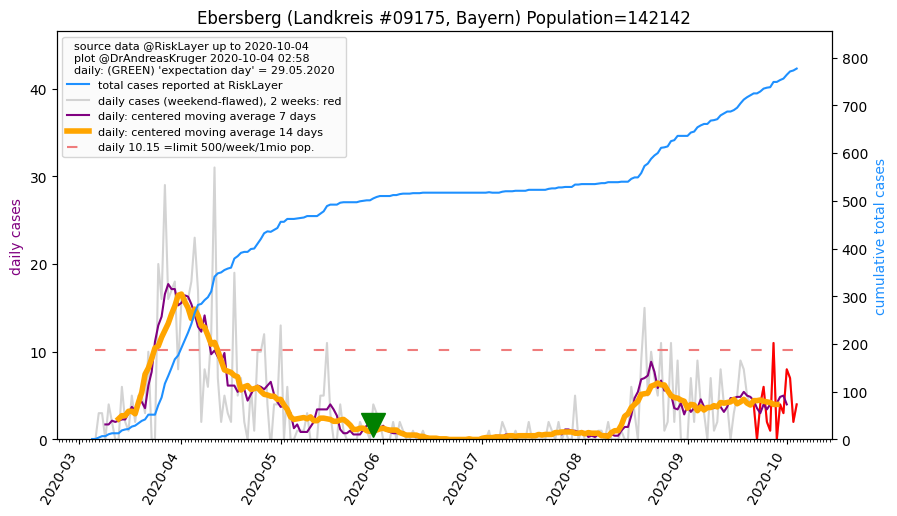 Ebersberg (Landkreis #09175, Bayern) Population=142142
source data @RiskLayer up to 2020-10-04
plot @DrAndreasKruger 2020-10-04 02:58
daily: (GREEN) 'expectation day' = 29.05.2020
total cases reported at RiskLayer
daily cases (weekend-flawed), 2 weeks: red
daily: centered moving average 7 days
daily: centered moving average 14 days
daily 10.15 =limit 500/week/1mio pop.
daily cases
40
30
20
10
0
cumulative total cases
800
700
600
500
400
300
200
100
0
2020-03
2020-04
2020-05
2020-06
2020-07
2020-08
2020-09
2020-10